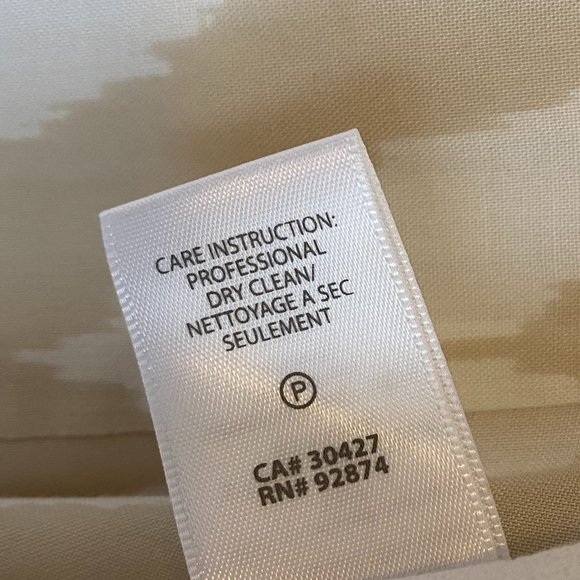 CARE INSTRUCTION:
PROFESSIONAL
DRY CLEAN/
NETTOYAGE A SEC
SEULEMENT
P
CA# 30427
RN# 92874